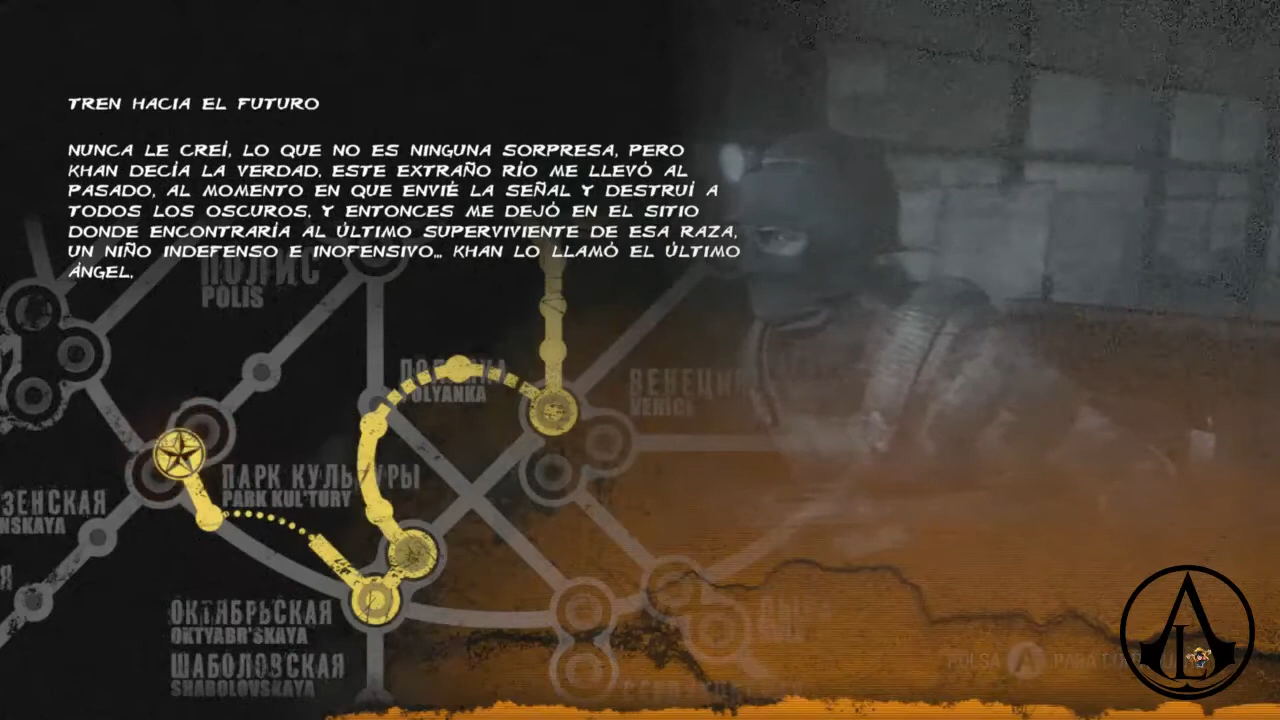 TREN HACIA EL FUTURO
NUNCA LE CREÍ, LO QUE NO ES NINGUNA SORPRESA, PERO
KHAN DECÍA LA VERDAD. ESTE EXTRAÑO RÍO ME LLEVÓ AL
PASADO, AL MOMENTO EN QUE ENVIÉ LA SEÑAL Y DESTRUÍ A
TODOS LOS OSCUROS. Y ENTONCES ME DEJÓ EN EL SITIO
DONDE ENCONTRARÍA AL ÚLTIMO SUPERVIVIENTE DE ESA RAZA,
UN NIÑO INDEFENSO E INOFENSIVO... KHAN LO LLAMÓ EL ÚLTIMO
ÁNGEL.
ПОЛИС
POLIS
POLYANKA
ВЕНЕЦИЯ
VENICE
ПАРК КУЛЬТУРЫ
PARK KUL'TURY
ЗЕНСКАЯ
NSKAYA
Я
ОКТЯБРЬСКАЯ
OKTYABR'SKAYA
ШАБОЛОВСКАЯ
SHABOLOVSKAYA
PULSA A PARA